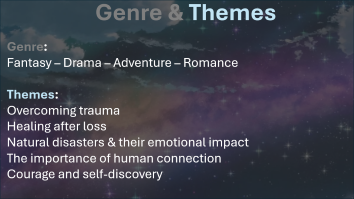 Genre & Themes
Genre:
Fantasy – Drama – Adventure – Romance
Themes:
Overcoming trauma
Healing after loss
Natural disasters & their emotional impact
The importance of human connection
Courage and self-discovery